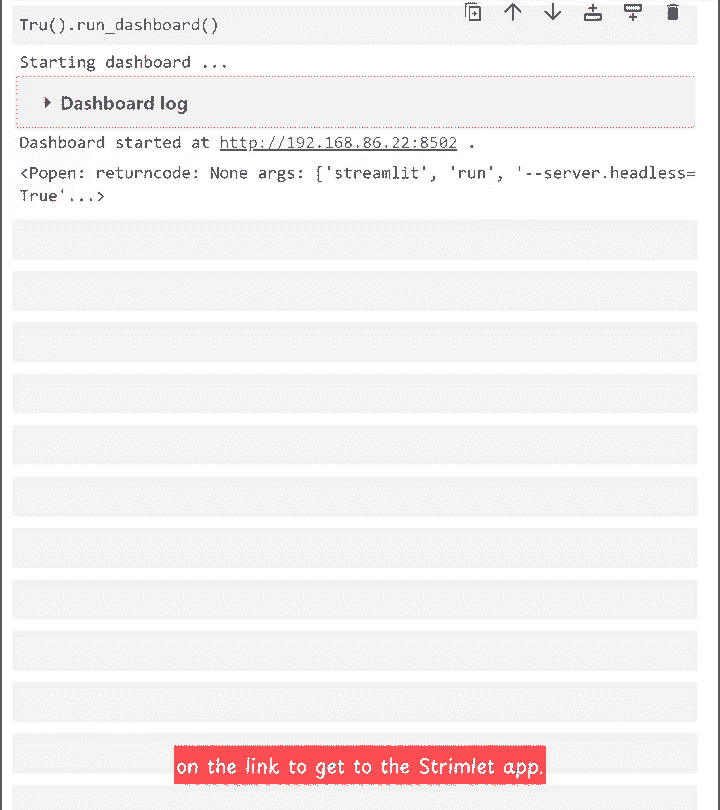 Tru().run_dashboard()
Starting dashboard ...
Dashboard log
Dashboard started at http://192.168.86.22:8502 .
<Popen: returncode: None args: ['streamlit', 'run', '--server.headless=
True'...>
on the link to get to the Strimlet app.